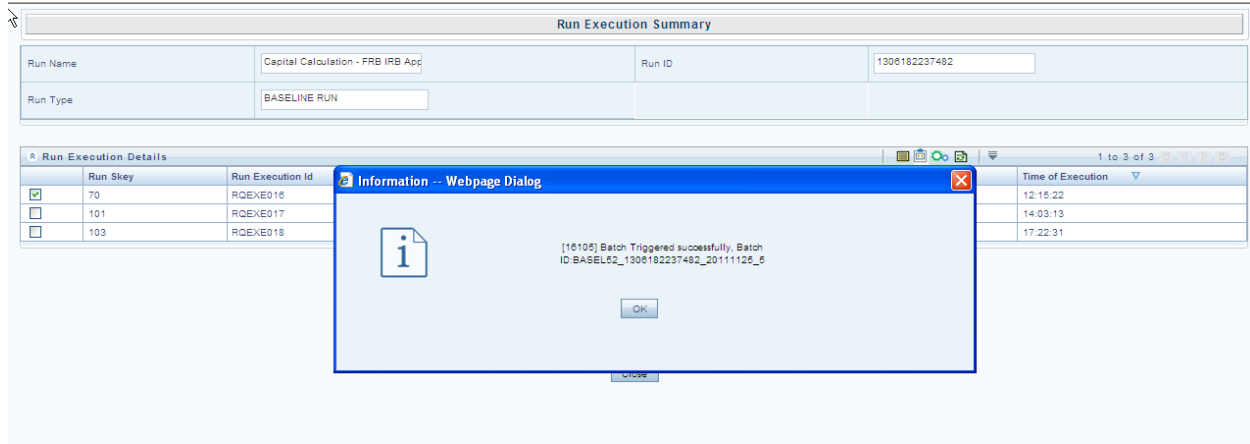 Run Execution Summary
Run Name
Capital Calculation - FRB IRB App
Run ID
1306182237482
Run Type
BASELINE RUN
Run Execution Details
1 to 3 of 3
Run Skey
Run Execution Id
Time of Execution
70
RQEXE016
12:15:22
101
RQEXE017
14:03:13
103
RQEXE018
17:22:31
Information -- Webpage Dialog
[16105] Batch Triggered successfully, Batch
ID:BASEL52_1306182237482_20111125_5
OK
Close